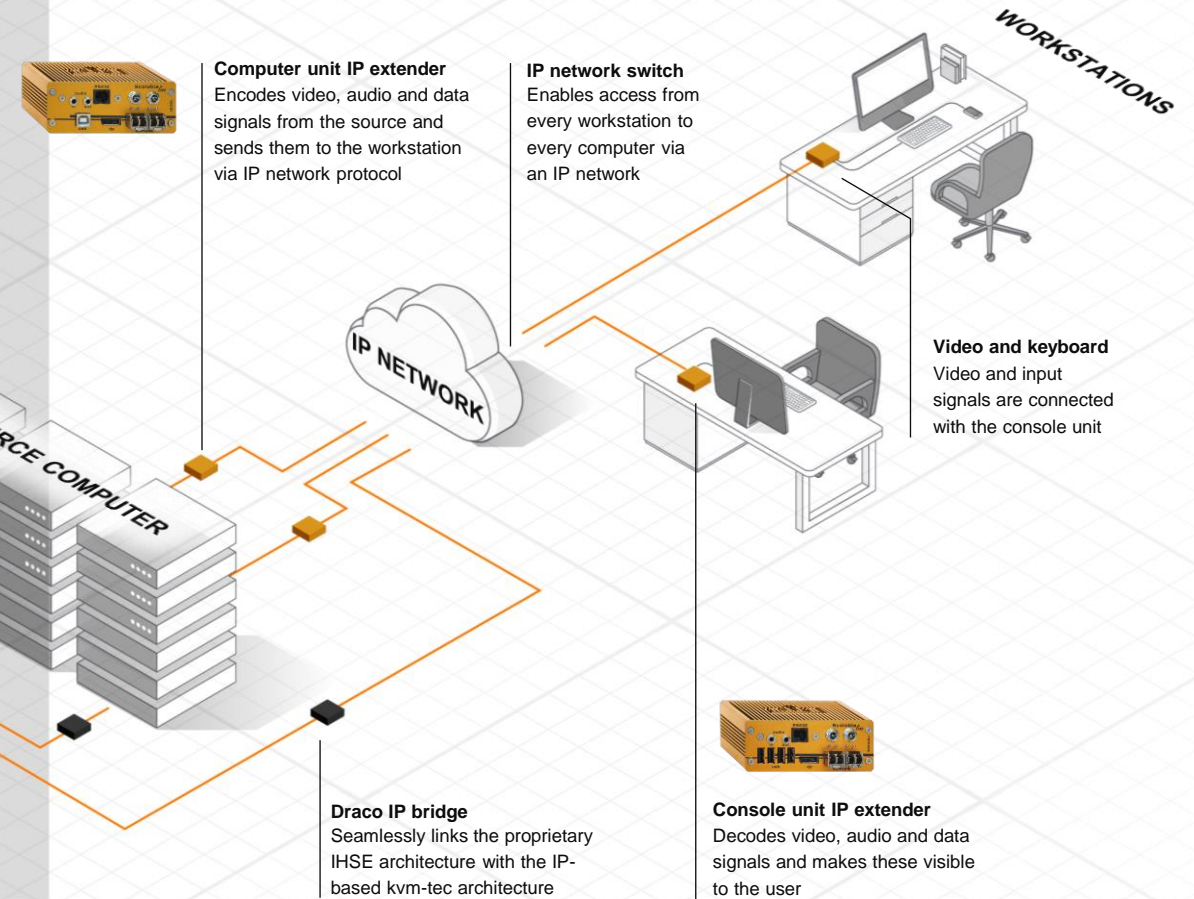 WORKSTATIONS
Computer unit IP extender
Encodes video, audio and data
signals from the source and
sends them to the workstation
via IP network protocol
IP network switch
Enables access from
every workstation to
every computer via
an IP network
IP NETWORK
Video and keyboard
Video and input
signals are connected
with the console unit
RCE COMPUTER
Draco IP bridge
Seamlessly links the proprietary
IHSE architecture with the IP-
based kvm-tec architecture
Console unit IP extender
Decodes video, audio and data
signals and makes these visible
to the user